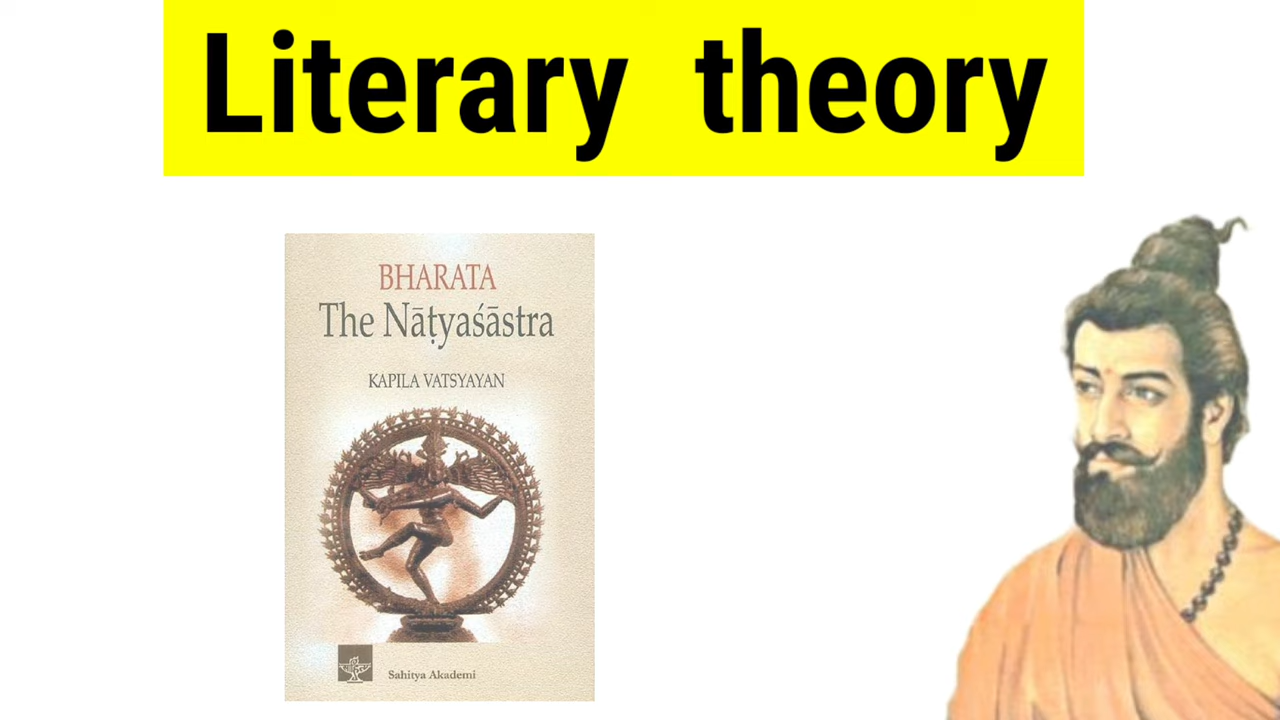 Literary theory
BHARATA
The Nāṭyaśāstra
KAPILA VATSYAYAN
Sahitya Akademi